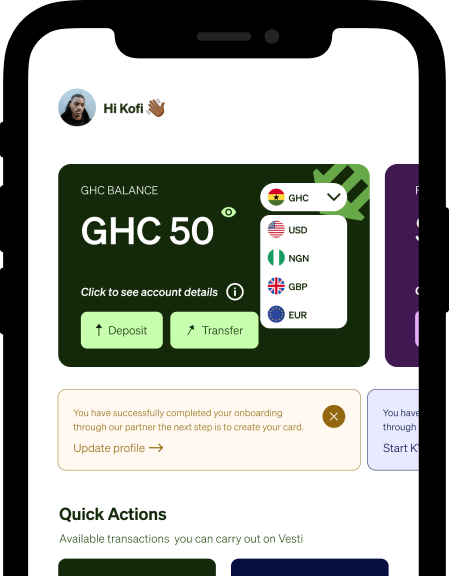 Hi Kofi
GHC BALANCE
GHC
GHC 50
USD
NGN
GBP
EUR
Click to see account details
Deposit
Transfer
You have successfully completed your onboarding
through our partner the next step is to create your card.
Update profile
You have
through
Start
Quick Actions
Available transactions you can carry out on Vesti